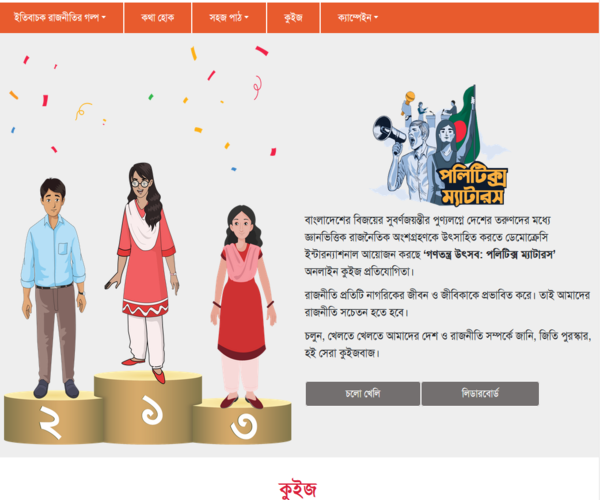 ইতিবাচক রাজনীতির গল্প
কথা হোক
সহজ পাঠ
কুইজ
ক্যাম্পেইন
পলিটিক্স
ম্যাটারস
বাংলাদেশের বিজয়ের সুবর্ণজয়ন্তীর পুণ্যলগ্নে দেশের তরুণদের মধ্যে
জ্ঞানভিত্তিক রাজনৈতিক অংশগ্রহণকে উৎসাহিত করতে ডেমোক্রেসি
ইন্টারন্যাশনাল আয়োজন করছে ‘গণতন্ত্র উৎসব: পলিটিক্স ম্যাটারস’
অনলাইন কুইজ প্রতিযোগিতা।
রাজনীতি প্রতিটি নাগরিকের জীবন ও জীবিকাকে প্রভাবিত করে। তাই আমাদের
রাজনীতি সচেতন হতে হবে।
চলুন, খেলতে খেলতে আমাদের দেশ ও রাজনীতি সম্পর্কে জানি, জিতি পুরস্কার,
হই সেরা কুইজবাজ।
চলো খেলি
লিডারবোর্ড
২
১
৩
কুইজ